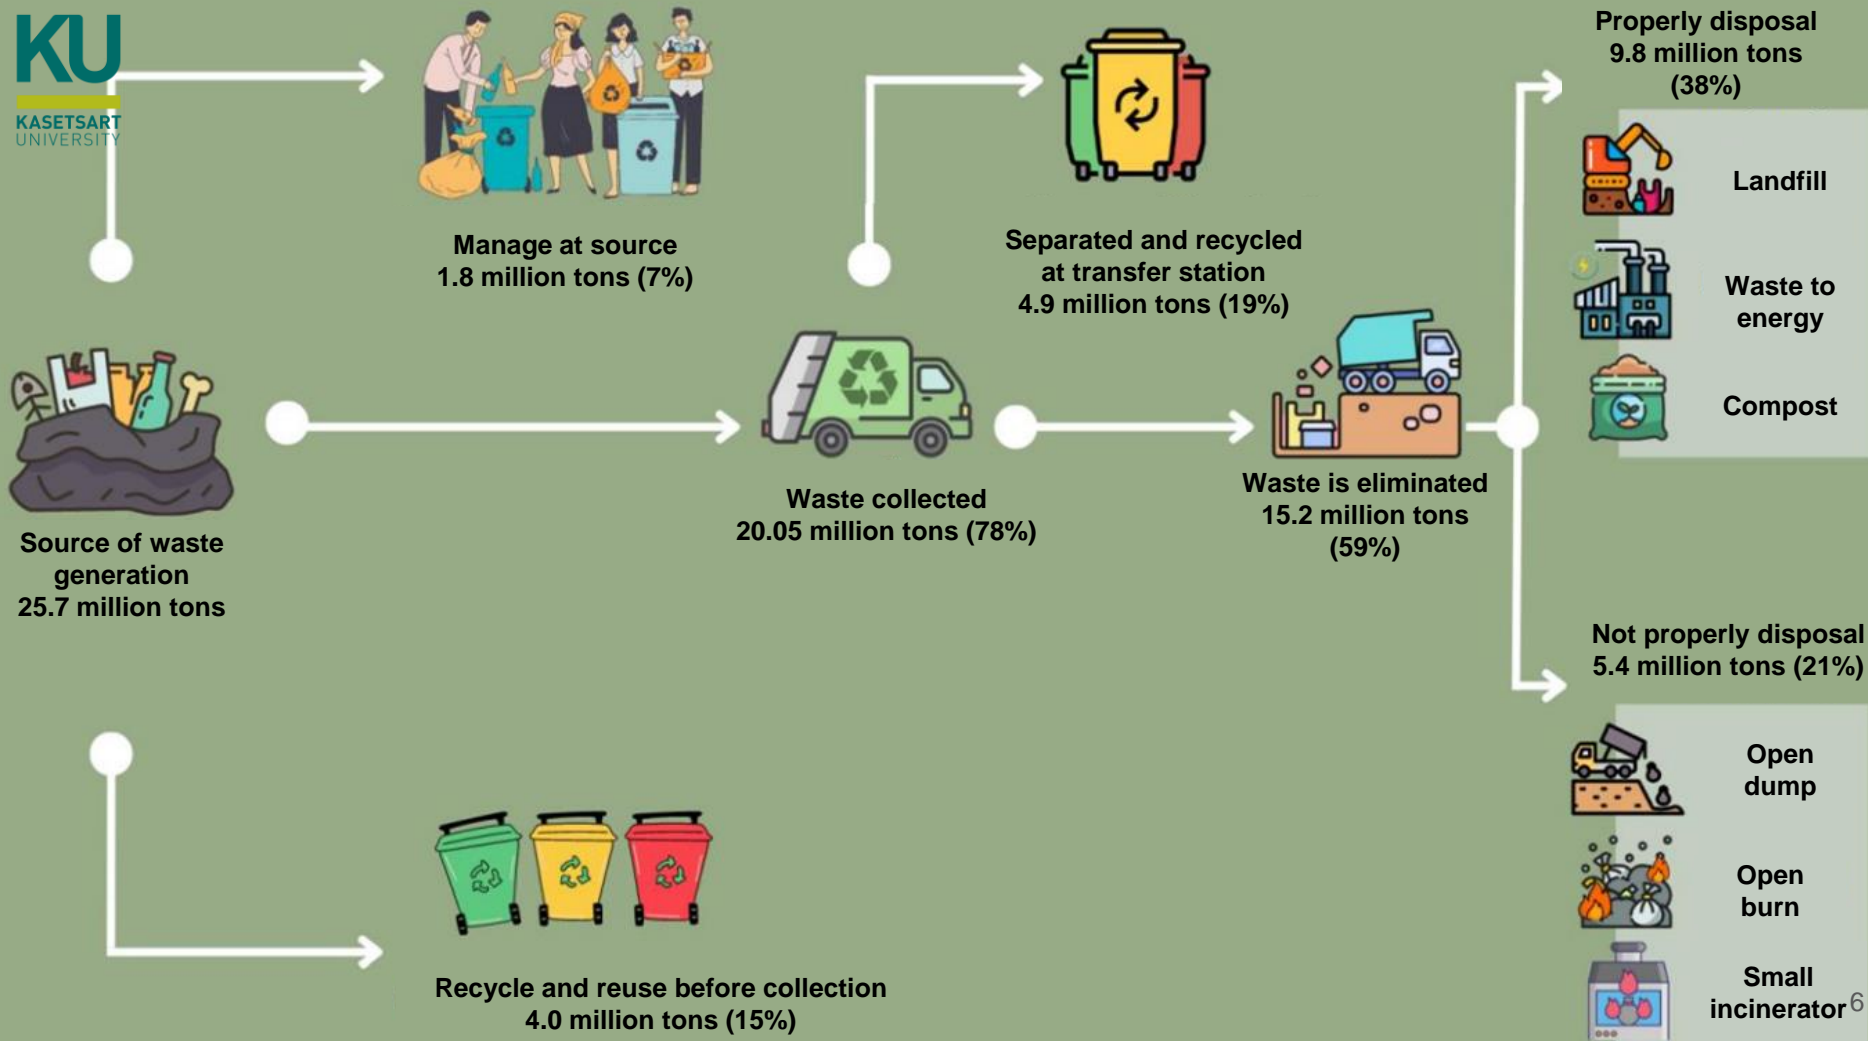 KU
KASETSART
UNIVERSITY
Manage at source
1.8 million tons (7%)
Separated and recycled
at transfer station
4.9 million tons (19%)
Properly disposal
9.8 million tons
(38%)
Landfill
Waste to
energy
Compost
Source of waste
generation
25.7 million tons
Waste collected
20.05 million tons (78%)
Waste is eliminated
15.2 million tons
(59%)
Not properly disposal
5.4 million tons (21%)
Open
dump
Open
burn
Small
incinerator
Recycle and reuse before collection
4.0 million tons (15%)
6